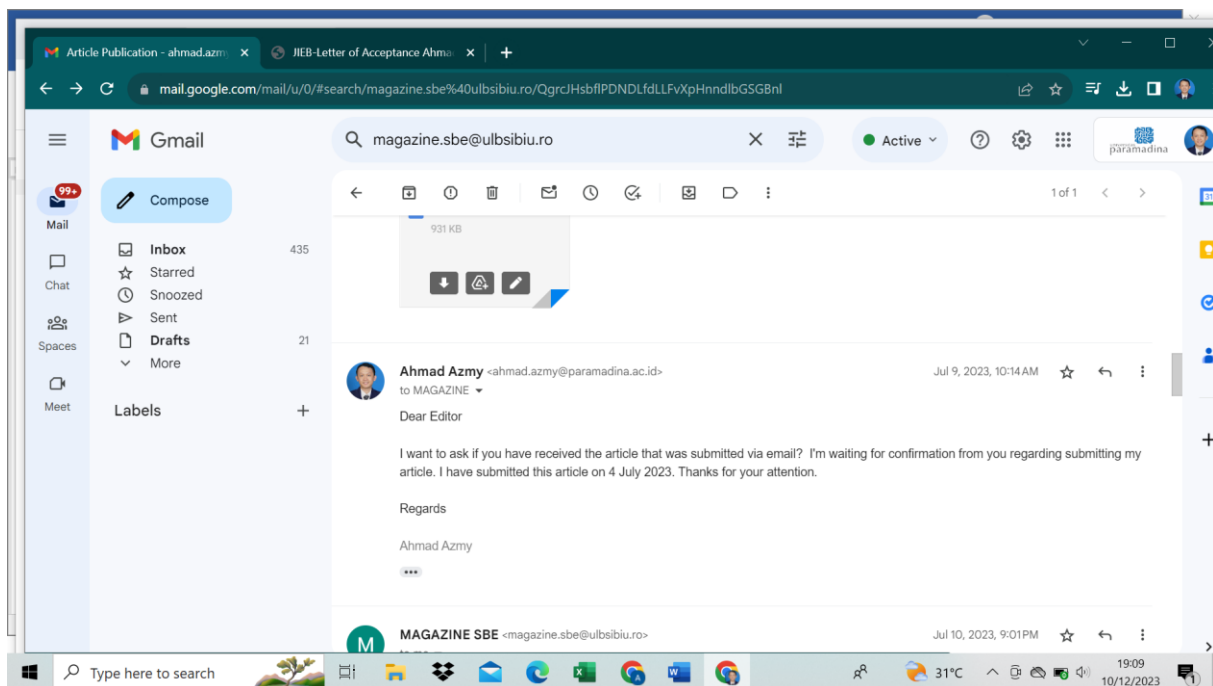 Article Publication - ahmad.azm
JIEB-Letter of Acceptance Ahma
mail.google.com/mail/u/0/#search/magazine.sbe%40ulbsibiu.ro/QgrcJHsbflPDNDLfdLLFvXpHnndlbGSGBnl
Gmail
magazine.sbe@ulbsibiu.ro
Active
paramadina
99+
Mail
Chat
Spaces
Meet
Compose
Inbox 435
Starred
Snoozed
Sent
Drafts 21
More
Labels
1 of 1
931 KB
Ahmad Azmy <ahmad.azmy@paramadina.ac.id> Jul 9, 2023, 10:14 AM
to MAGAZINE
Dear Editor
I want to ask if you have received the article that was submitted via email? I'm waiting for confirmation from you regarding submitting my
article. I have submitted this article on 4 July 2023. Thanks for your attention.
Regards
Ahmad Azmy
M
MAGAZINE SBE <magazine.sbe@ulbsibiu.ro> Jul 10, 2023, 9:01 PM
31
Type here to search
31°C
19:09
10/12/2023
1